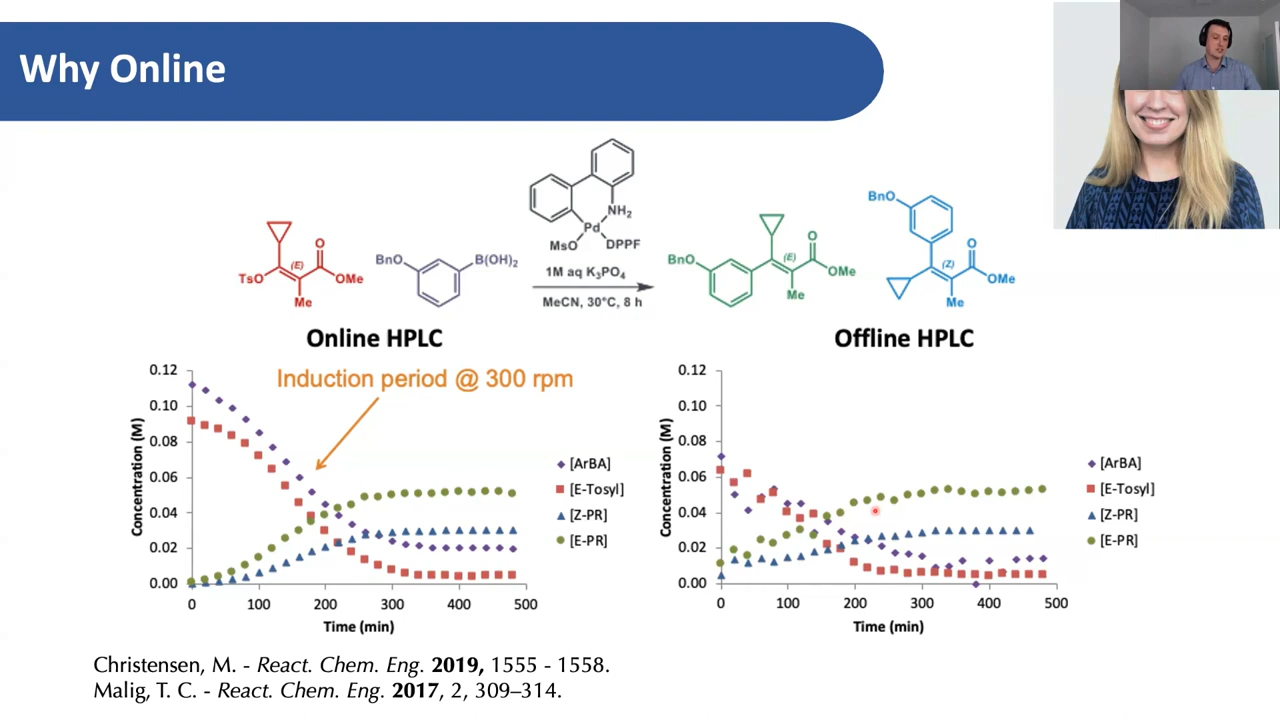 Why Online
TsO
(E)
O
OMe
Me
BnO
B(OH)₂
NH₂
Pd
MsO
DPPF
1M aq K₃PO₄
MeCN, 30°C, 8 h
BnO
(E)
O
OMe
Me
BnO
(Z)
O
OMe
Me
Online HPLC
Offline HPLC
Induction period @ 300 rpm
Concentration (M)
0.12
0.10
0.08
0.06
0.04
0.02
0.00
0 100 200 300 400 500
Time (min)
[ArBA]
[E-Tosyl]
[Z-PR]
[E-PR]
Concentration (M)
0.12
0.10
0.08
0.06
0.04
0.02
0.00
0 100 200 300 400 500
Time (min)
[ArBA]
[E-Tosyl]
[Z-PR]
[E-PR]
Christensen, M. - React. Chem. Eng. 2019, 1555 - 1558.
Malig, T. C. - React. Chem. Eng. 2017, 2, 309–314.